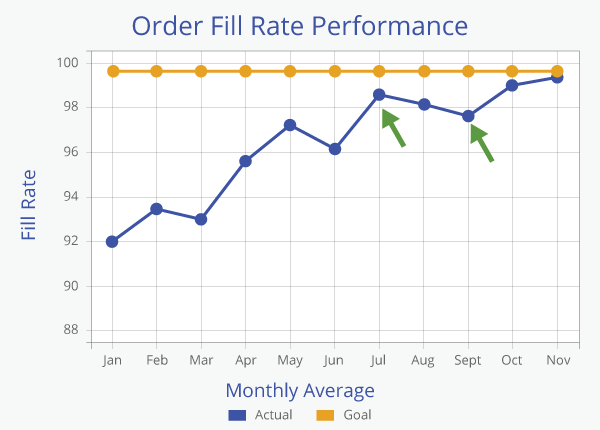 Order Fill Rate Performance
100
98
96
94
92
90
88
Fill Rate
Jan Feb Mar Apr May Jun Jul Aug Sept Oct Nov
Monthly Average
Actual Goal